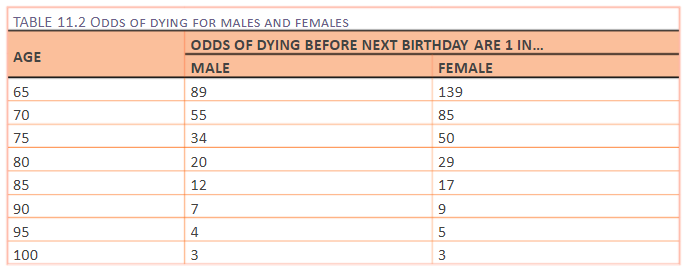 TABLE 11.2 ODDS OF DYING FOR MALES AND FEMALES
AGE
ODDS OF DYING BEFORE NEXT BIRTHDAY ARE 1 IN…
MALE FEMALE
65 89 139
70 55 85
75 34 50
80 20 29
85 12 17
90 7 9
95 4 5
100 3 3